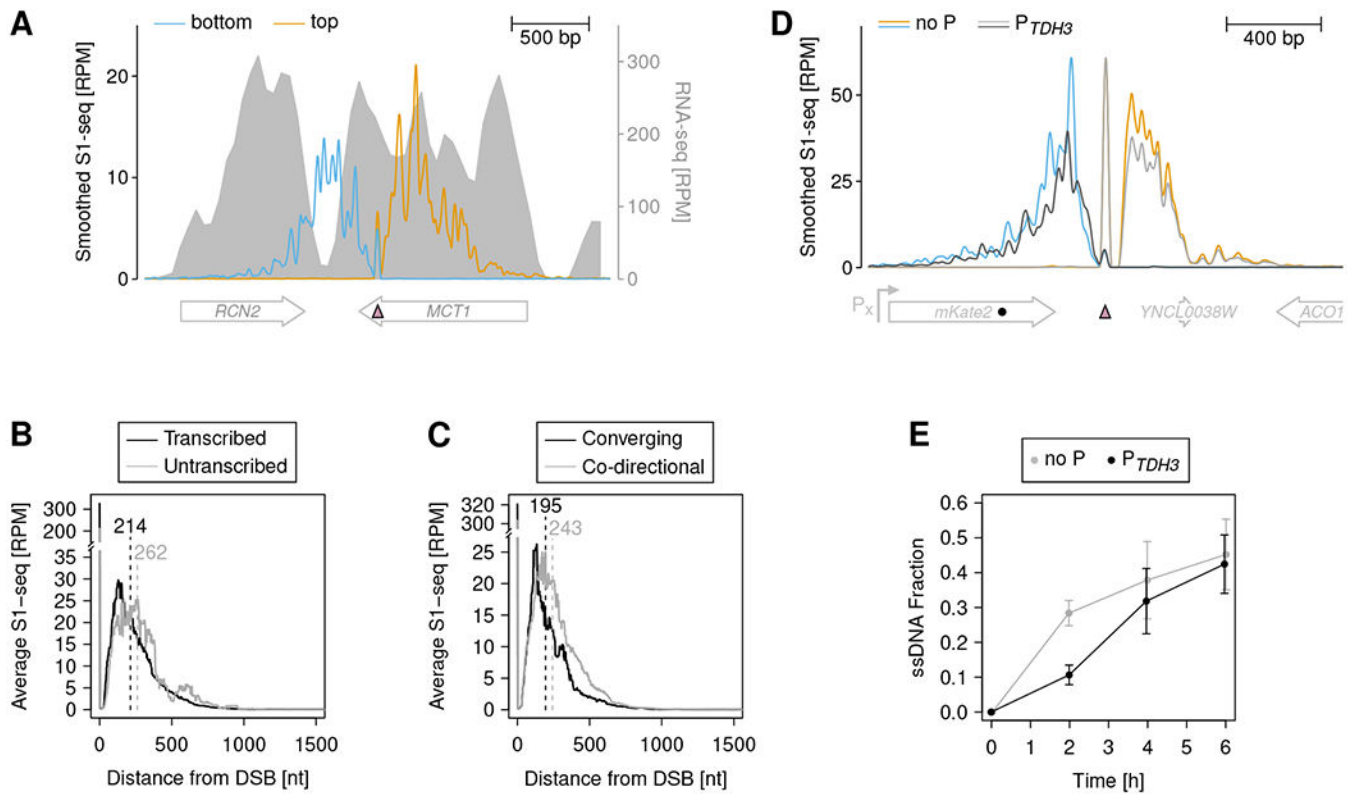 A
bottom
top
500 bp
Smoothed S1-seq [RPM]
20
10
0
300
200
100
0
RNA-seq [RPM]
RCN2
MCT1
D
no P
PTDH3
400 bp
Smoothed S1-seq [RPM]
50
25
0
Px
mKate2
YNCL0038W
ACO1
B
Transcribed
Untranscribed
Average S1−seq [RPM]
300
200
35
30
25
20
15
10
5
0
214
262
0
500
1000
1500
Distance from DSB [nt]
C
Converging
Co-directional
Average S1−seq [RPM]
320
300
25
20
15
10
5
0
195
243
0
500
1000
1500
Distance from DSB [nt]
E
no P
PTDH3
ssDNA Fraction
0.6
0.5
0.4
0.3
0.2
0.1
0.0
0
1
2
3
4
5
6
Time [h]